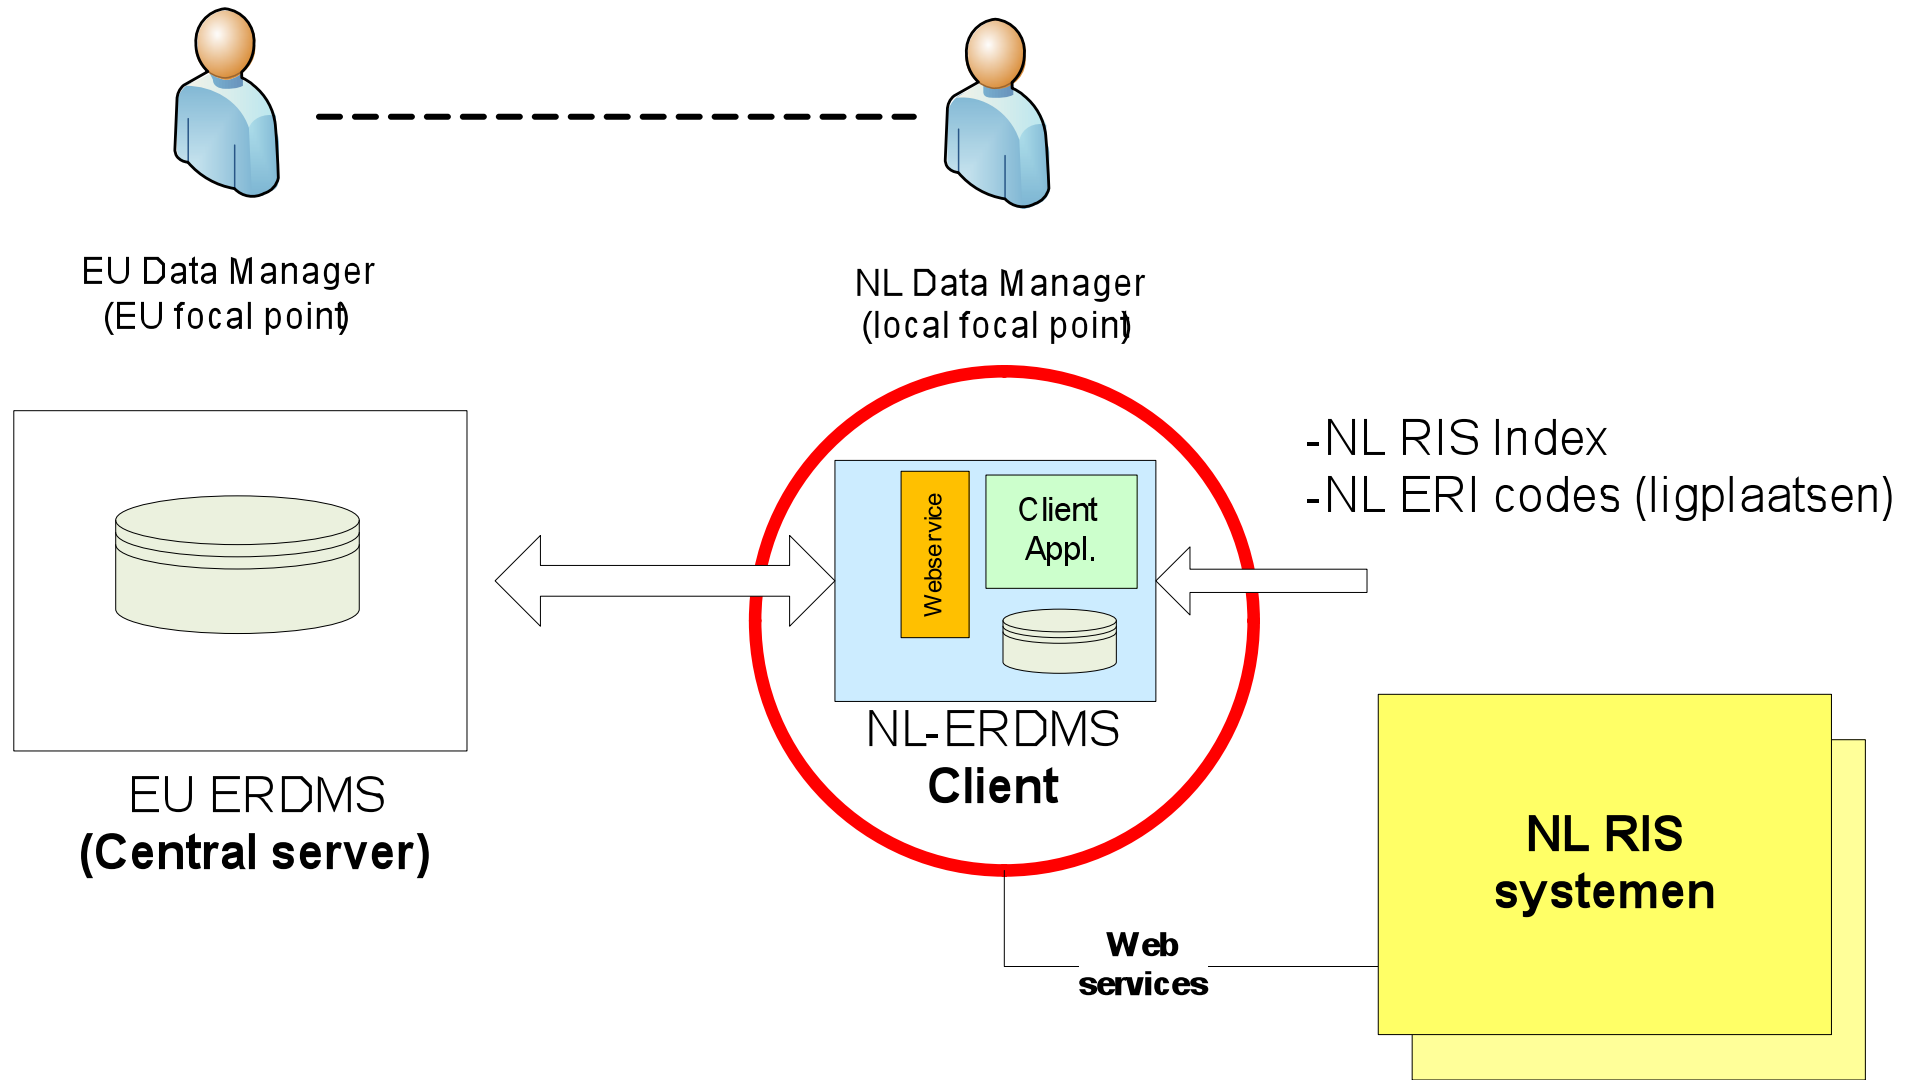 EU Data Manager
(EU focal point)
NL Data Manager
(local focal point)
-NL RIS Index
-NL ERI codes (ligplaatsen)
Webservice
Client
Appl.
NL-ERDMS
Client
EU ERDMS
(Central server)
NL RIS
systemen
Web
services